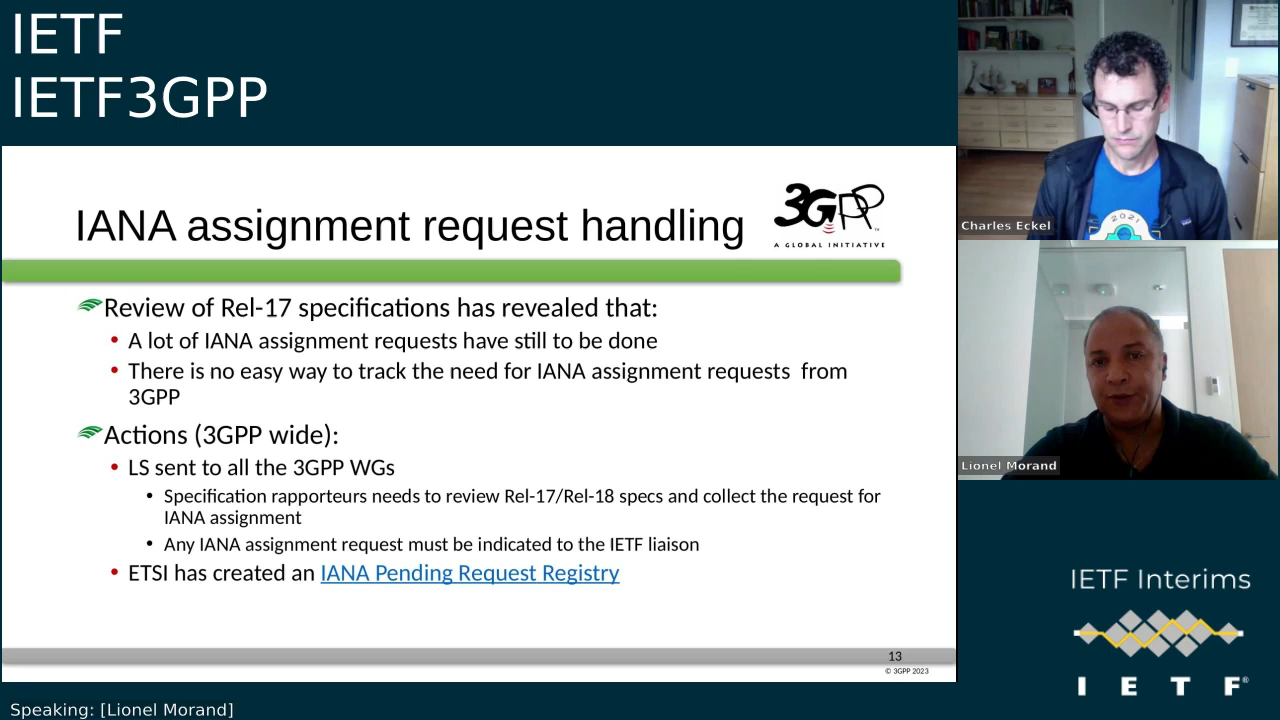 IETF
IETF3GPP
IANA assignment request handling
3GPP
A GLOBAL INITIATIVE
Review of Rel-17 specifications has revealed that:
• A lot of IANA assignment requests have still to be done
• There is no easy way to track the need for IANA assignment requests  from
3GPP
Actions (3GPP wide):
• LS sent to all the 3GPP WGs
• Specification rapporteurs needs to review Rel-17/Rel-18 specs and collect the request for
IANA assignment
• Any IANA assignment request must be indicated to the IETF liaison
• ETSI has created an IANA Pending Request Registry
13
© 3GPP 2023
2021
Charles Eckel
Lionel Morand
IETF Interims
I E T F®
Speaking: [Lionel Morand]